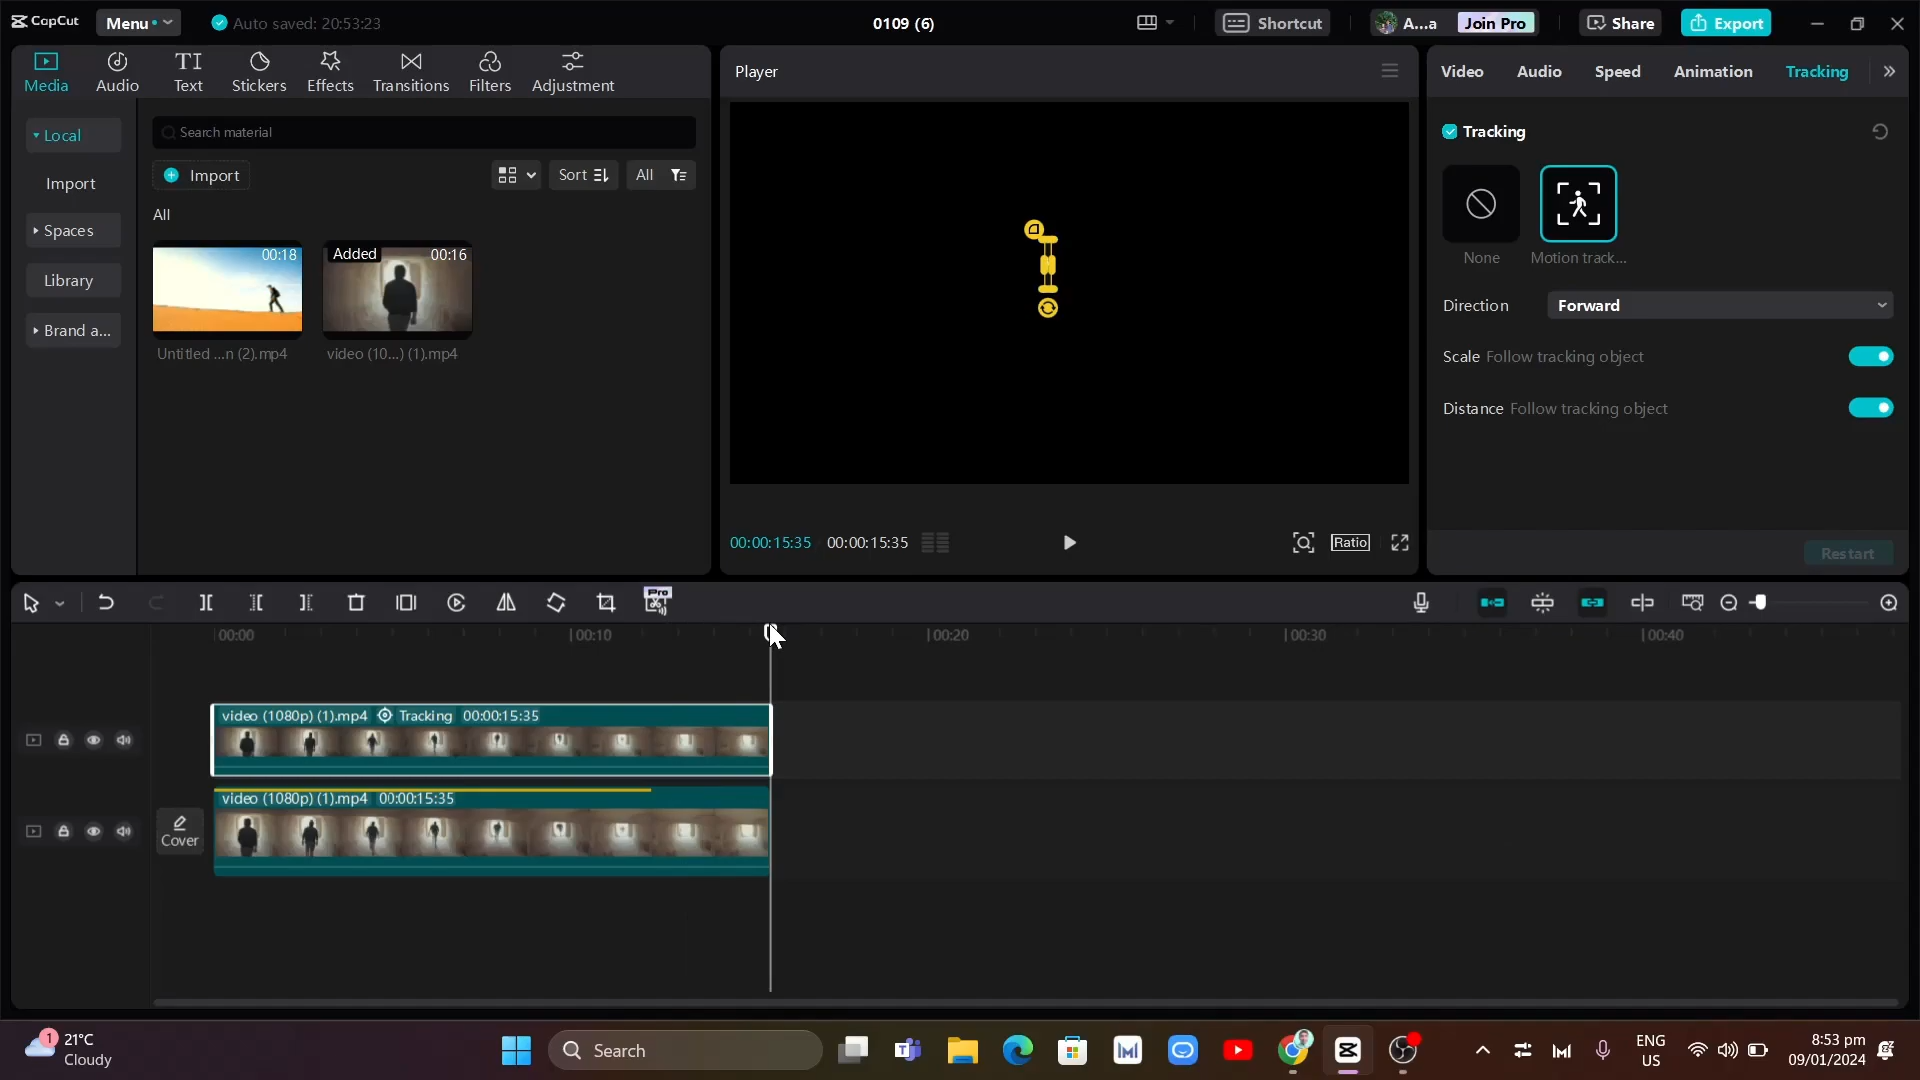 CapCut
Menu
Auto saved: 20:53:23
0109 (6)
Shortcut
A...a
Join Pro
Share
Export
Media
Audio
Text
Stickers
Effects
Transitions
Filters
Adjustment
Local
Import
Spaces
Library
Brand a...
Search material
Import
Sort
All
All
00:18
Untitled ...n (2).mp4
Added
00:16
video (10...) (1).mp4
Player
00:00:15:35
00:00:15:35
Ratio
Video
Audio
Speed
Animation
Tracking
Tracking
None
Motion track...
Direction
Forward
Scale Follow tracking object
Distance Follow tracking object
Restart
Pro
00:00
00:10
00:20
00:30
00:40
video (1080p) (1).mp4 Tracking 00:00:15:35
Cover
video (1080p) (1).mp4 00:00:15:35
1
21°C
Cloudy
Search
ENG
US
8:53 pm
09/01/2024